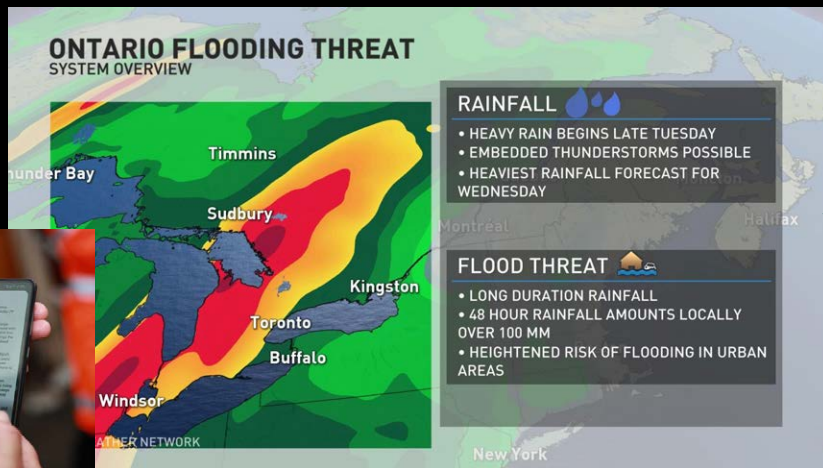 ONTARIO FLOODING THREAT
SYSTEM OVERVIEW
Timmins
hunder Bay
Sudbury
Kingston
Toronto
Buffalo
Windsor
ATHER NETWORK
RAINFALL
• HEAVY RAIN BEGINS LATE TUESDAY
• EMBEDDED THUNDERSTORMS POSSIBLE
• HEAVIEST RAINFALL FORECAST FOR
WEDNESDAY
Montréal
Halifax
FLOOD THREAT
• LONG DURATION RAINFALL
• 48 HOUR RAINFALL AMOUNTS LOCALLY
OVER 100 MM
• HEIGHTENED RISK OF FLOODING IN URBAN
AREAS
New York